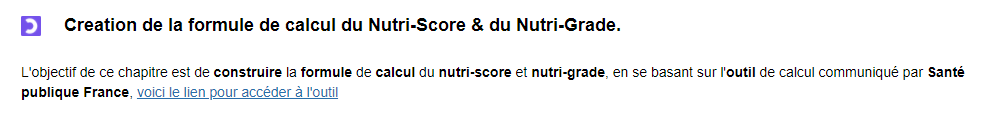 Creation de la formule de calcul du Nutri-Score & du Nutri-Grade.
L'objectif de ce chapitre est de construire la formule de calcul du nutri-score et nutri-grade, en se basant sur l'outil de calcul communiqué par Santé
publique France, voici le lien pour accéder à l'outil